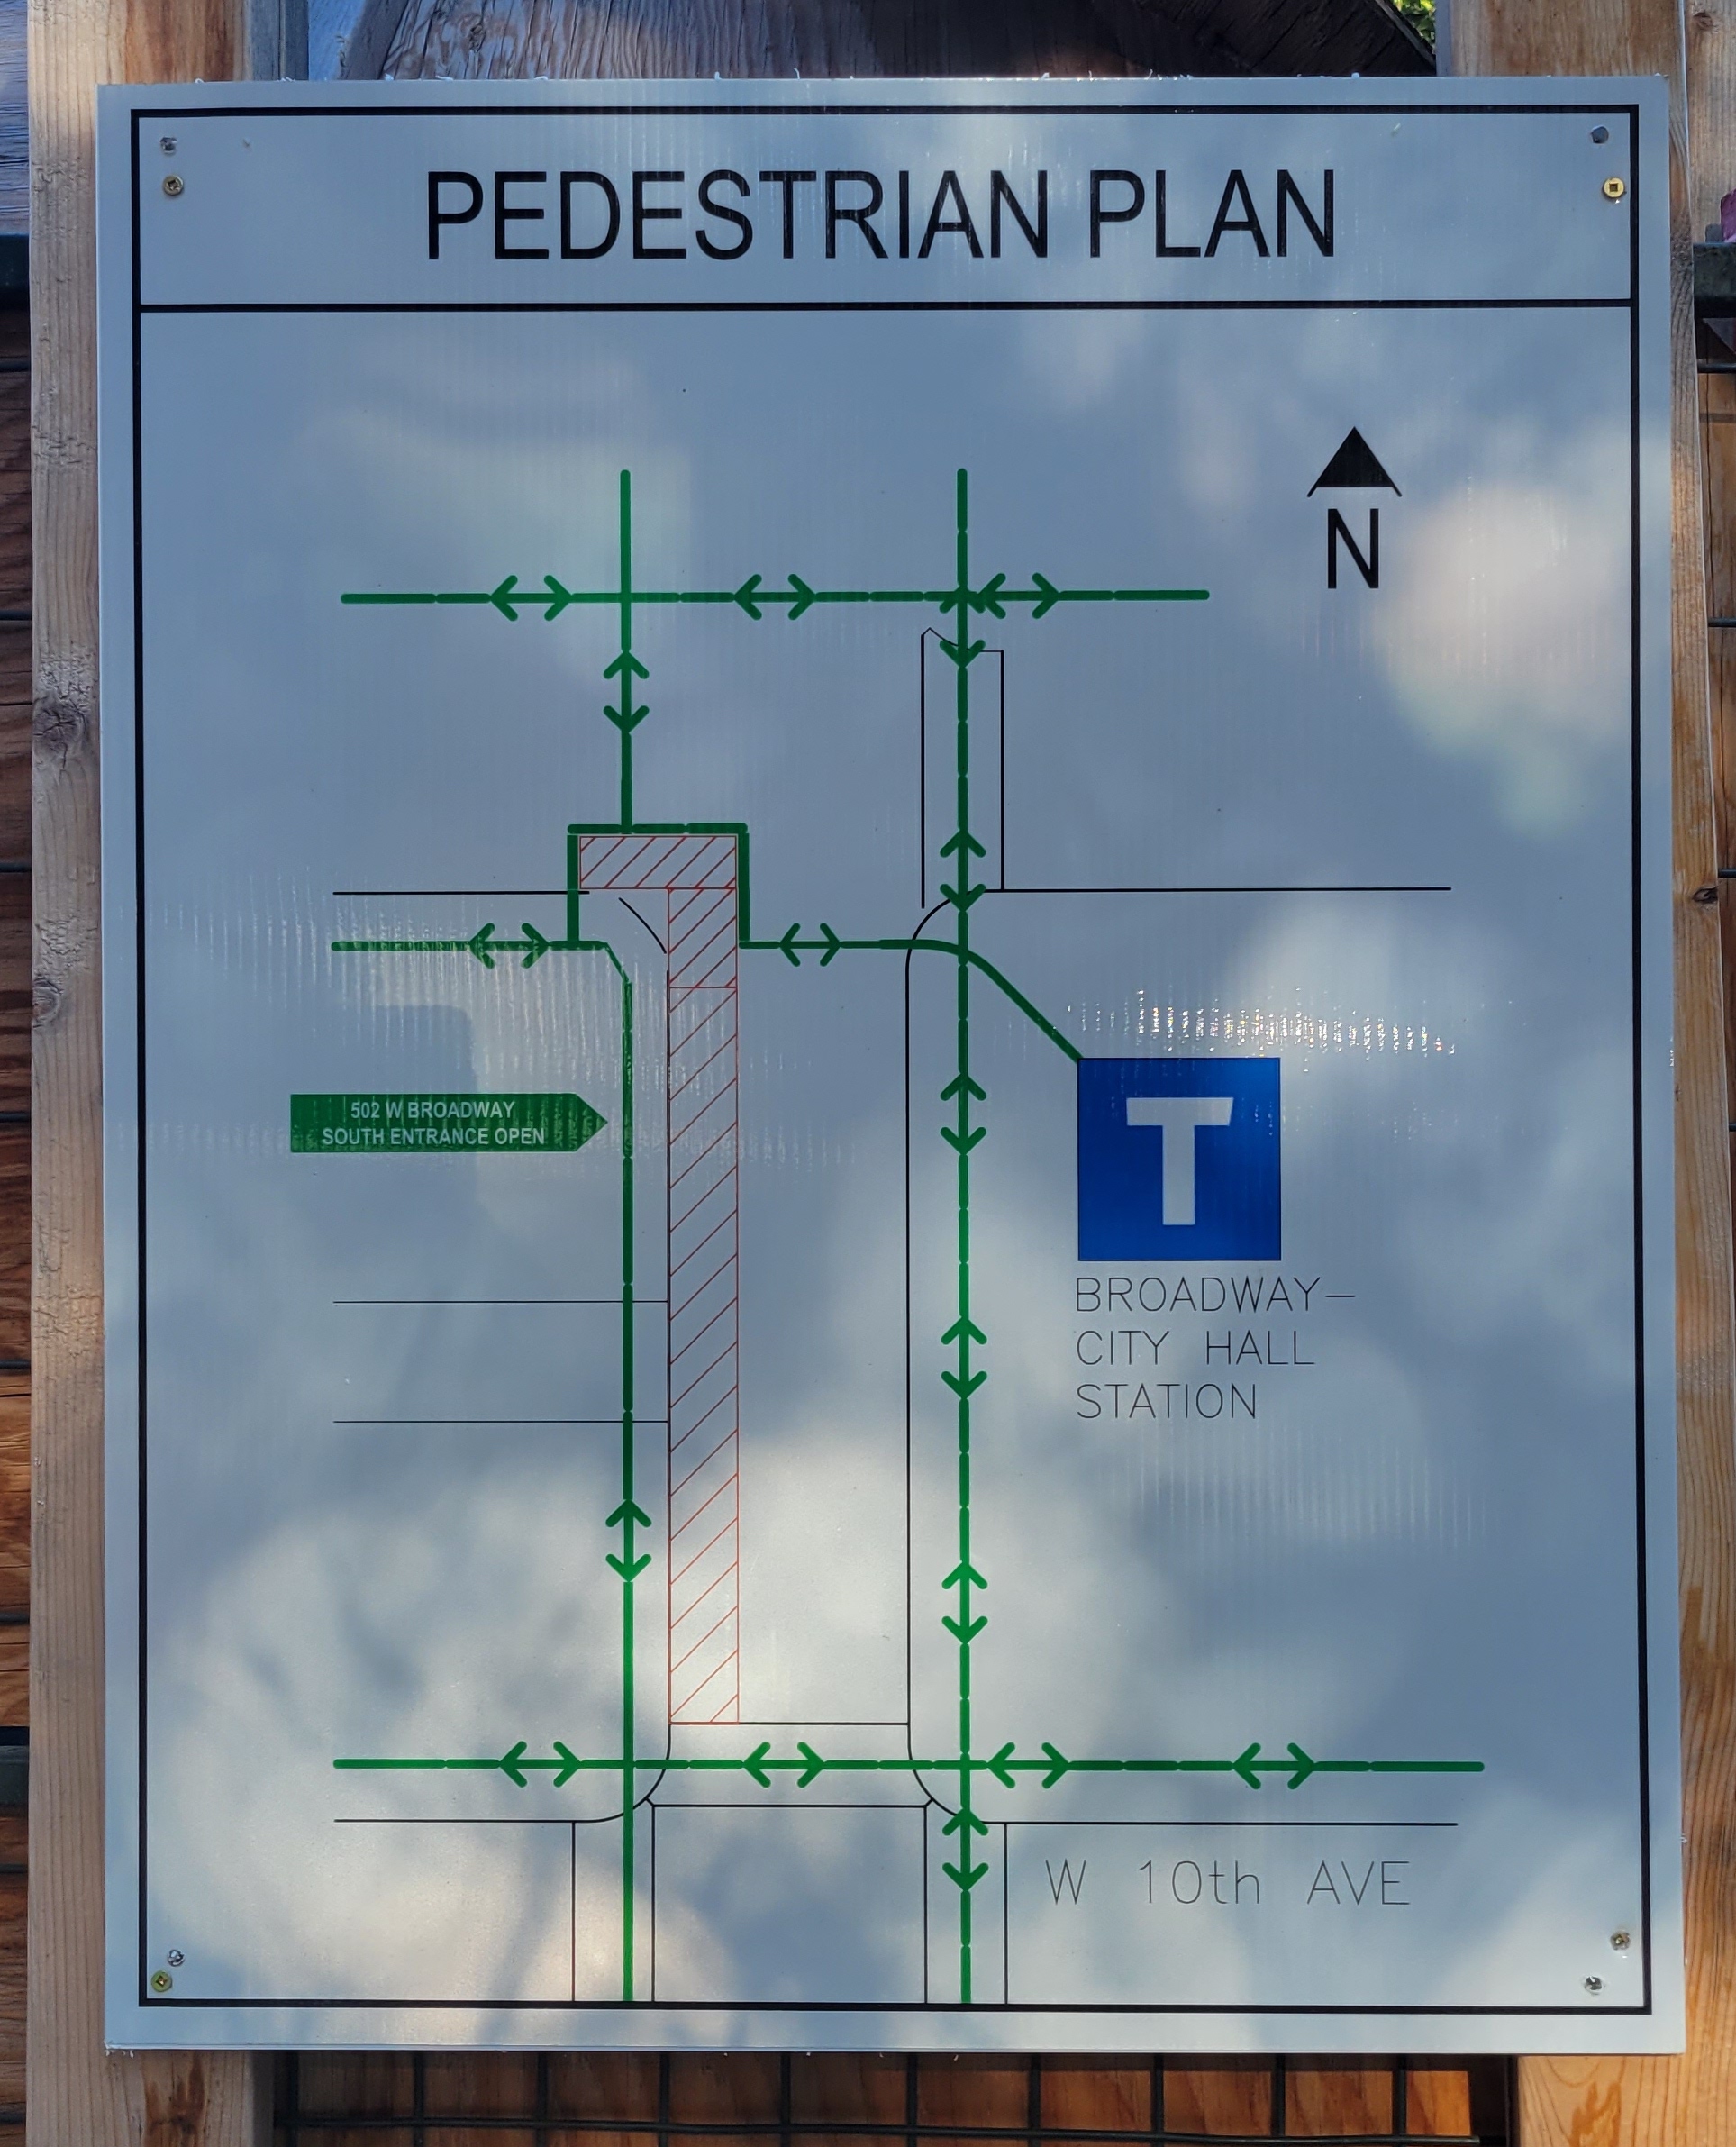 PEDESTRIAN PLAN
N
502 W BROADWAY
SOUTH ENTRANCE OPEN
T
BROADWAY-
CITY HALL
STATION
W 10th AVE